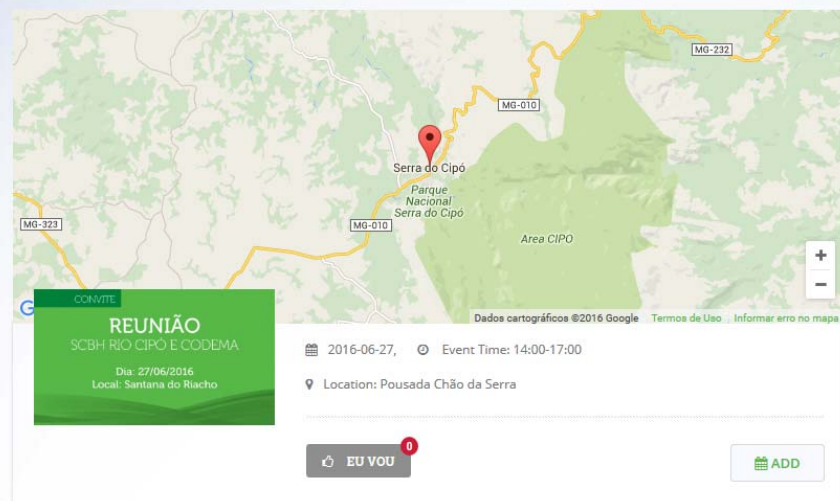 MG-232
MG-010
Serra do Cipó
Parque
Nacional
Serra do Cipó
MG-323
MG-010
Area CIPO
+
−
G
Dados cartográficos ©2016 Google Termos de Uso Informar erro no mapa
CONVITE
REUNIÃO
SCBH RIO CIPÓ E CODEMA
Dia: 27/06/2016
Local: Santana do Riacho
2016-06-27, Event Time: 14:00-17:00
Location: Pousada Chão da Serra
0
EU VOU
ADD